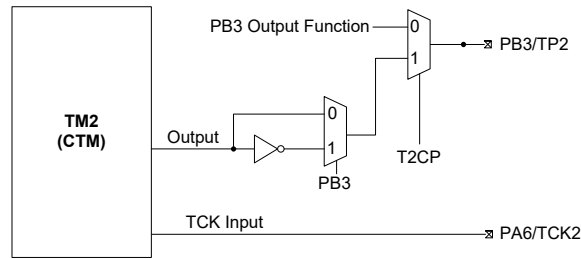 PB3 Output Function
0
1
PB3/TP2
TM2
(CTM)
Output
0
1
T2CP
PB3
TCK Input
PA6/TCK2